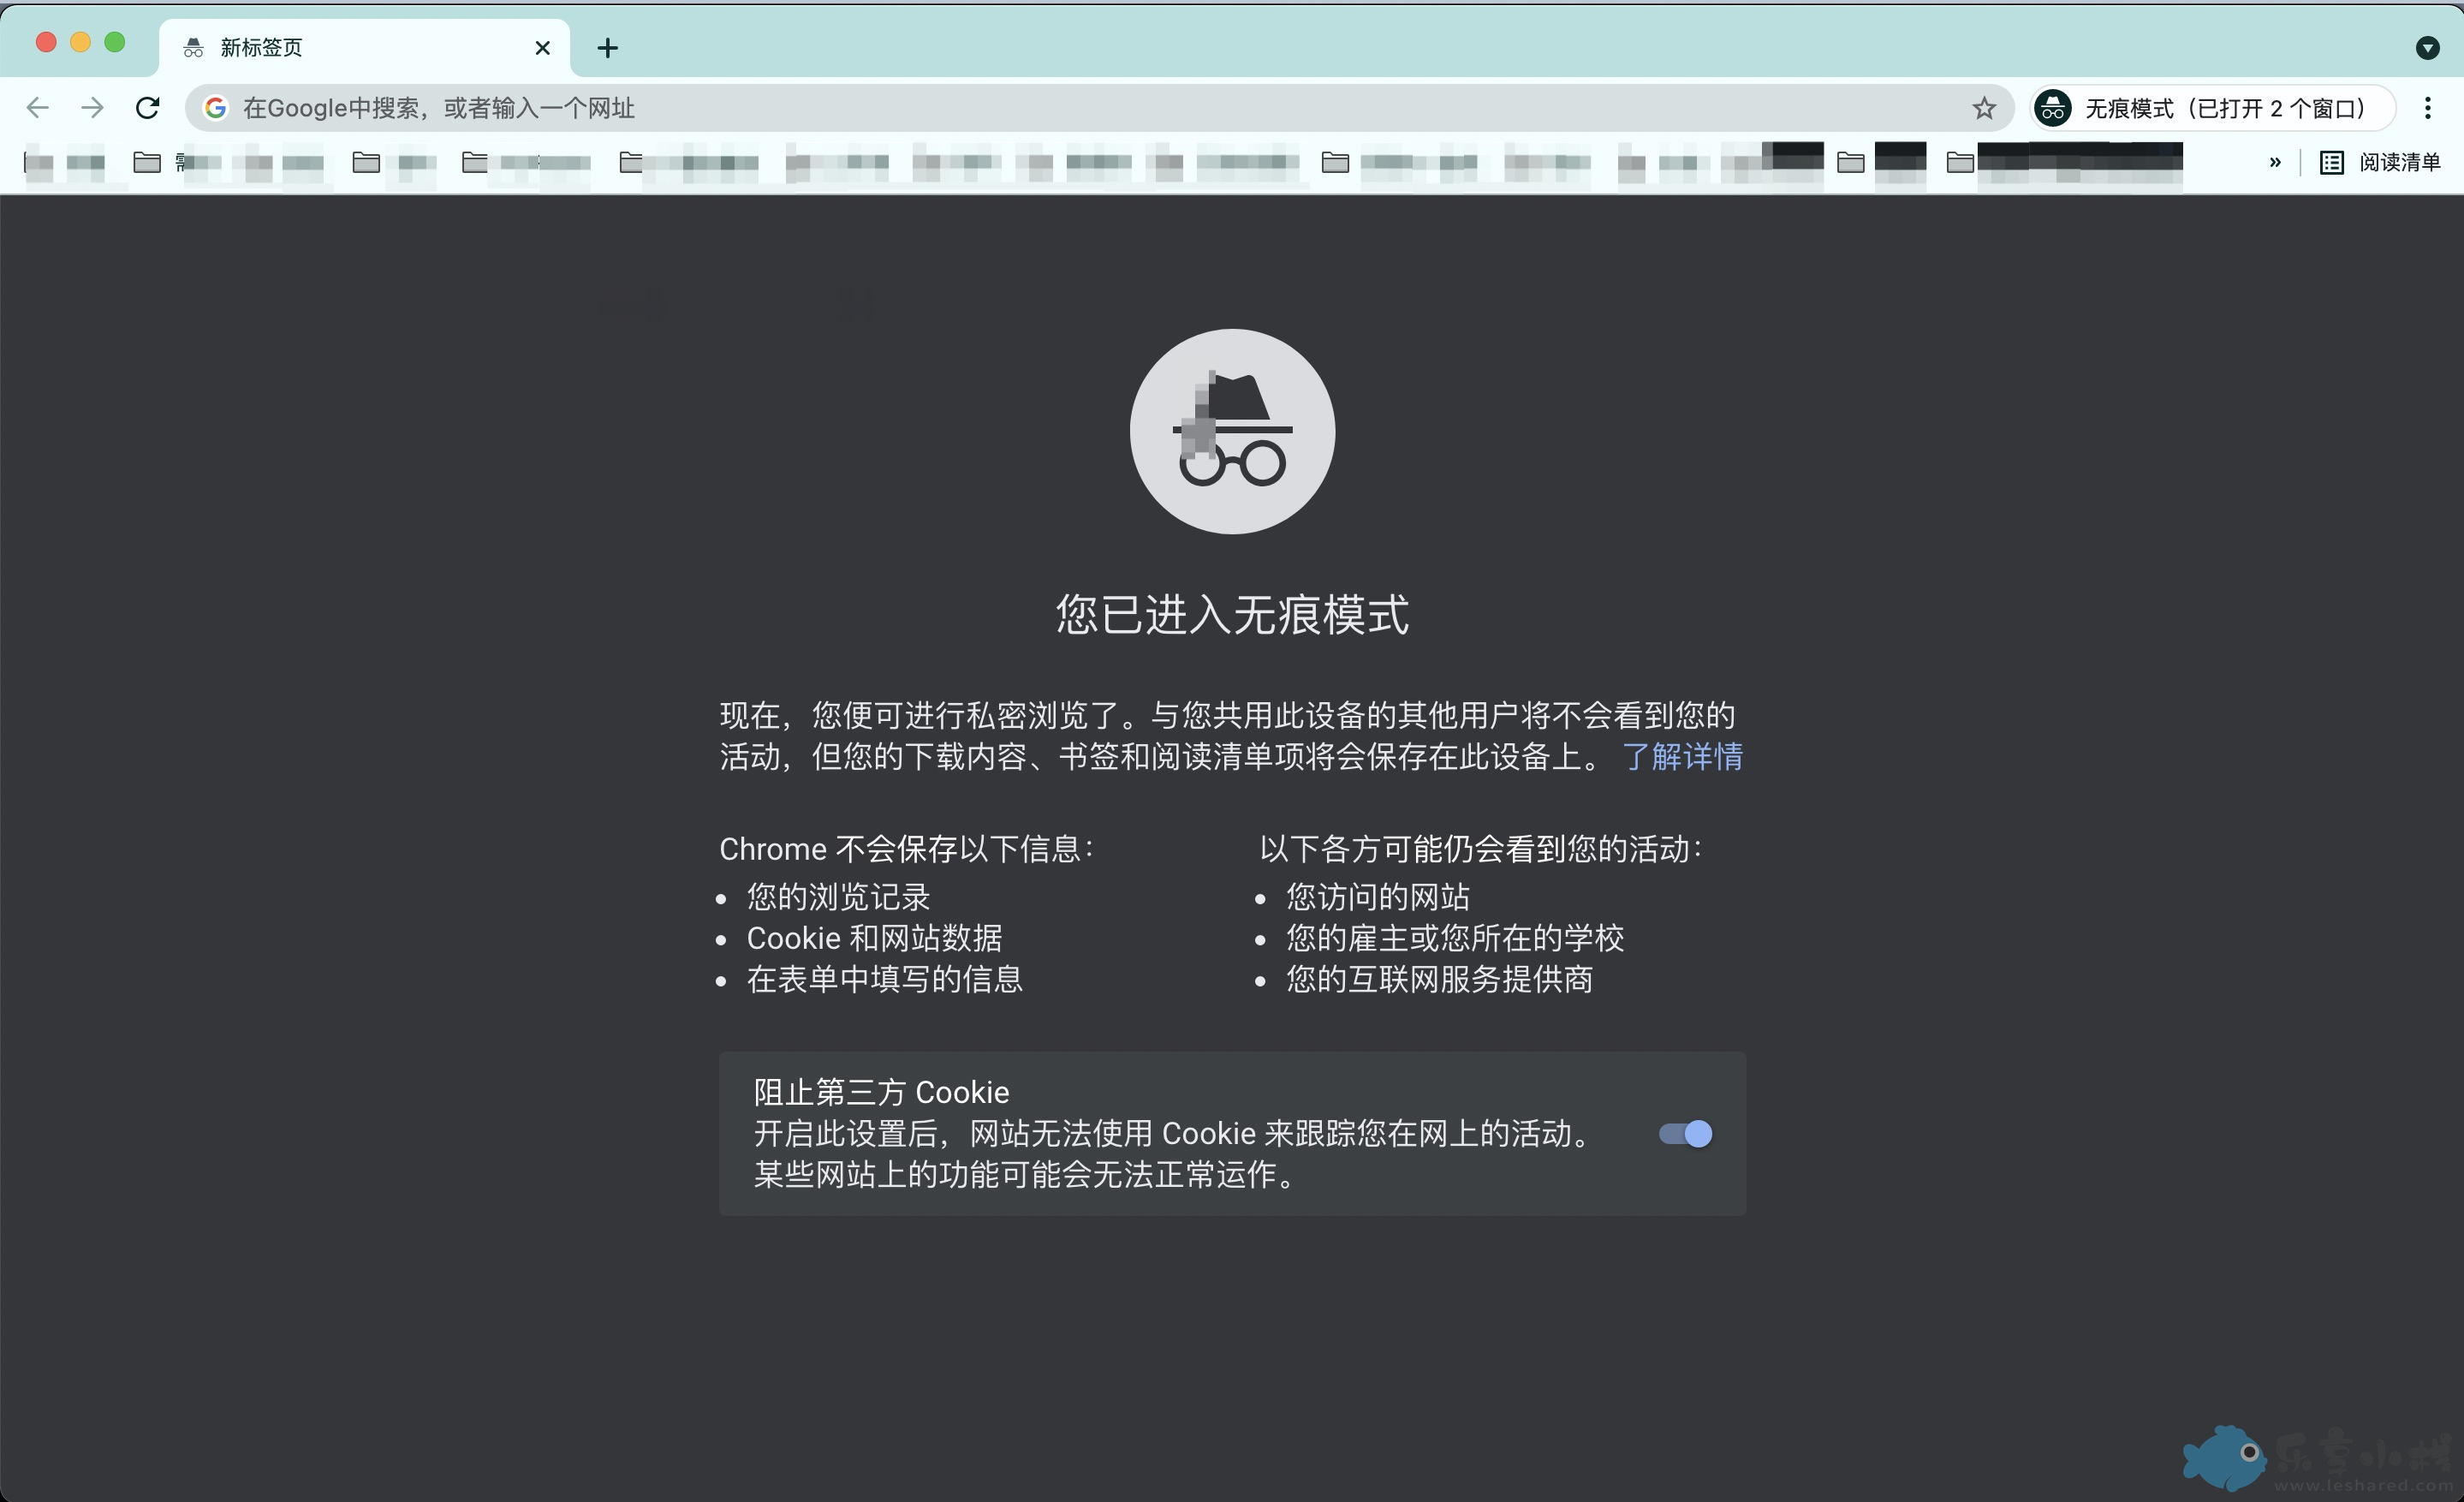 新标签页
在Google中搜索，或者输入一个网址
无痕模式（已打开 2 个窗口）
阅读清单
您已进入无痕模式
现在，您便可进行私密浏览了。与您共用此设备的其他用户将不会看到您的
活动，但您的下载内容、书签和阅读清单项将会保存在此设备上。 了解详情
Chrome 不会保存以下信息：
您的浏览记录
Cookie 和网站数据
在表单中填写的信息
以下各方可能仍会看到您的活动：
您访问的网站
您的雇主或您所在的学校
您的互联网服务提供商
阻止第三方 Cookie
开启此设置后，网站无法使用 Cookie 来跟踪您在网上的活动。
某些网站上的功能可能会无法正常运作。
乐享小栈
www.leshared.com